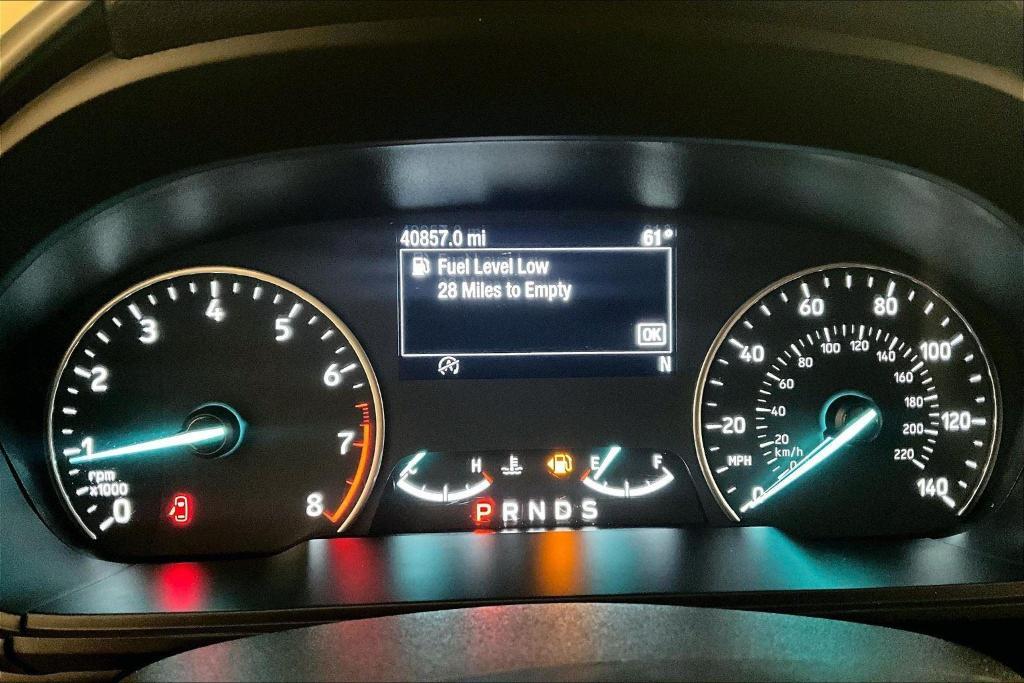 40857.0 mi 61°
Fuel Level Low
28 Miles to Empty
OK
N
0 1 2 3 4 5 6 7 8
rpm
x1000
H
E F
P R N D S
0 20 40 60 80 100 120 140
MPH
0 20 40 60 80 100 120 140 160 180 200 220
km/h